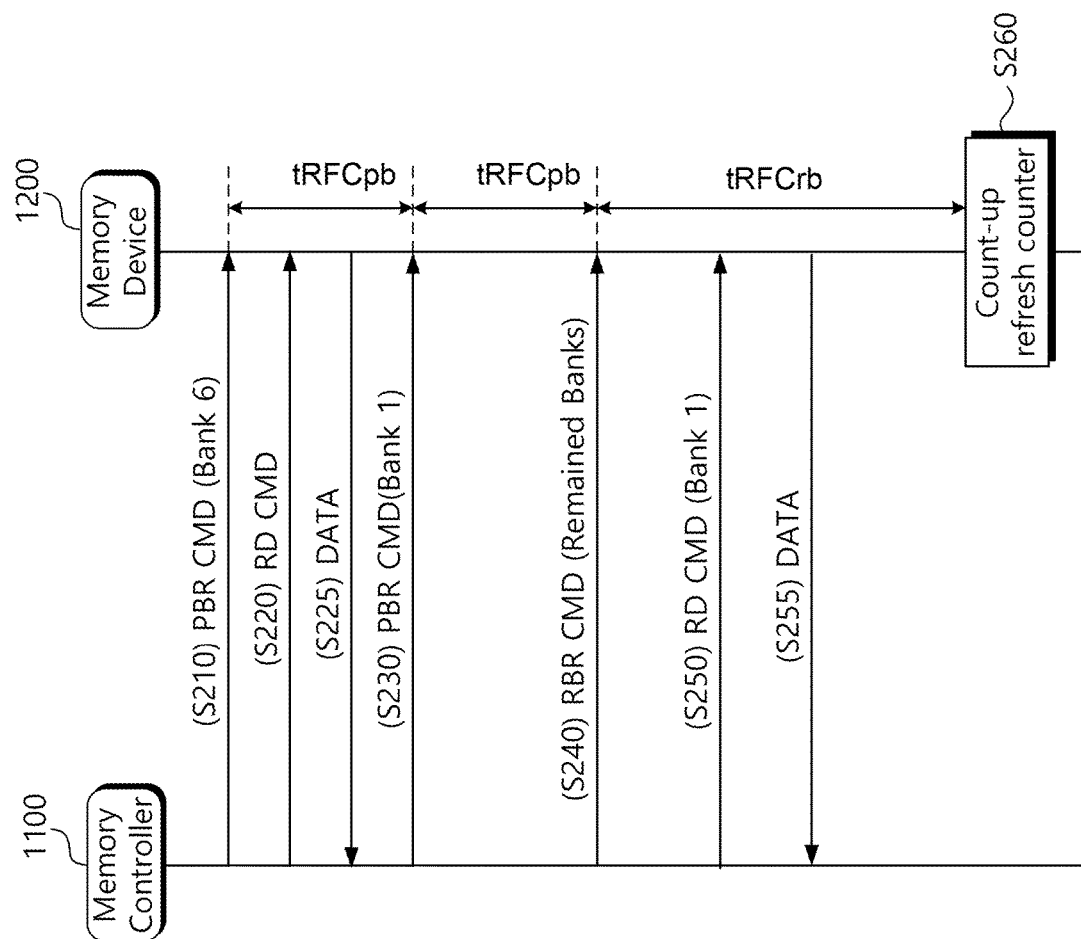 1100
Memory
Controller
1200
Memory
Device
(S210) PBR CMD (Bank 6)
(S220) RD CMD
(S225) DATA
(S230) PBR CMD(Bank 1)
(S240) RBR CMD (Remained Banks)
(S250) RD CMD (Bank 1)
(S255) DATA
tRFCpb
tRFCpb
tRFCrb
Count-up
refresh counter
S260